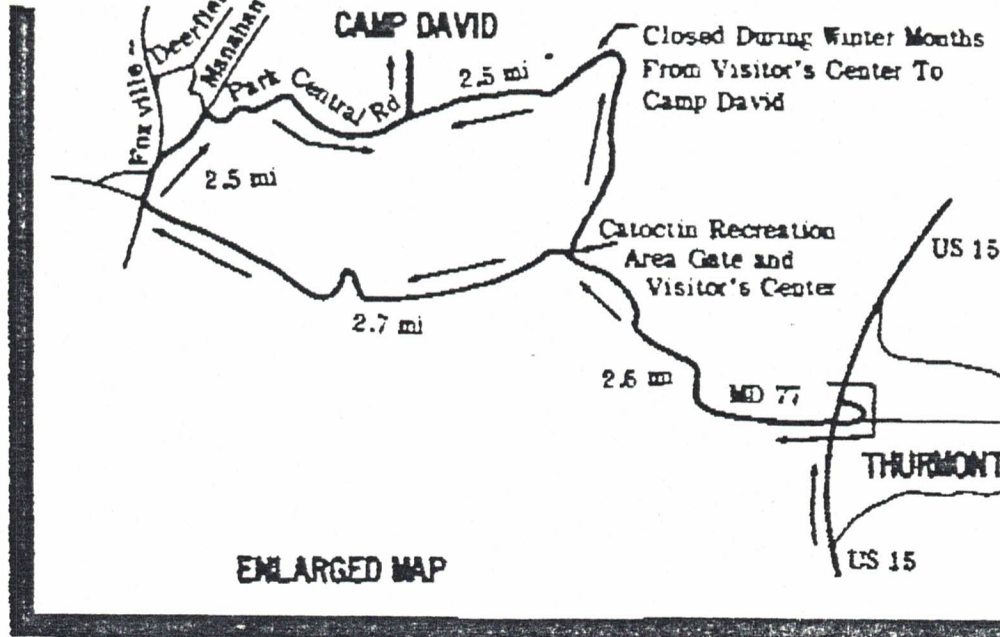 CAMP DAVID
Closed During Winter Months
From Visitor's Center To
Camp David
Manahan
Foxville
Park Central Rd
2.5 mi
2.5 mi
Catoctin Recreation
Area Gate and
Visitor's Center
US 15
2.7 mi
2.6 mi
MD 77
THURMONT
ENLARGED MAP
US 15